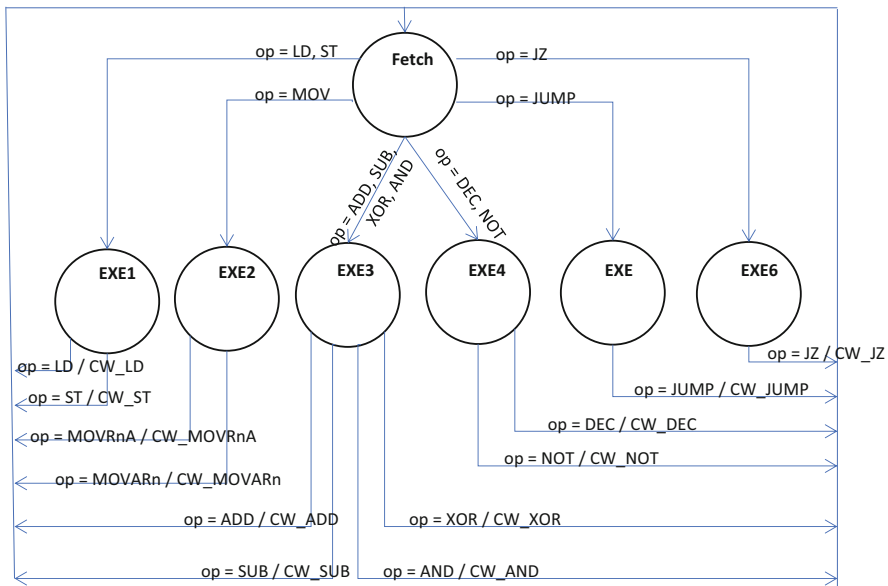 op = LD, ST
Fetch
op = JZ
op = MOV
op = JUMP
op = ADD, SUB,
XOR, AND
op = DEC, NOT
EXE1
EXE2
EXE3
EXE4
EXE
EXE6
op = JZ / CW_JZ
op = LD / CW_LD
op = JUMP / CW_JUMP
op = ST / CW_ST
op = DEC / CW_DEC
op = MOVRnA / CW_MOVRnA
op = NOT / CW_NOT
op = MOVARn / CW_MOVARn
op = ADD / CW_ADD
op = XOR / CW_XOR
op = SUB / CW_SUB
op = AND / CW_AND